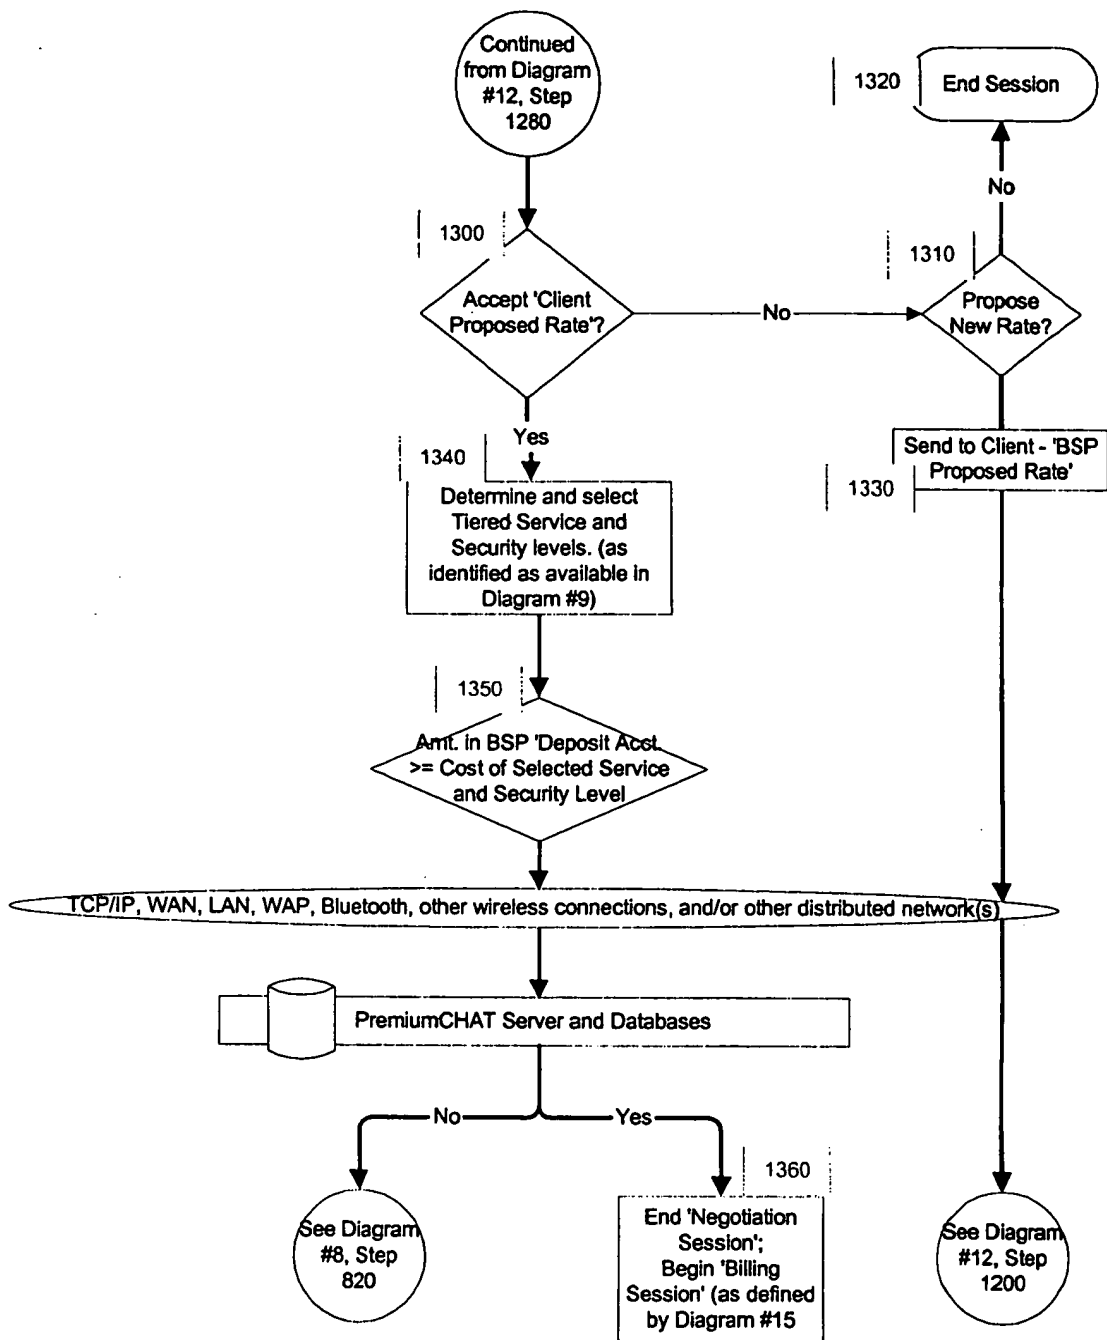 Continued
from Diagram
#12, Step
1280
1320
End Session
No
1300
1310
Accept 'Client
Proposed Rate'?
No
Propose
New Rate?
Yes
1340
Send to Client - 'BSP
Proposed Rate'
1330
Determine and select
Tiered Service and
Security levels. (as
identified as available in
Diagram #9)
1350
Amt. in BSP 'Deposit Acct.
>= Cost of Selected Service
and Security Level
TCP/IP, WAN, LAN, WAP, Bluetooth, other wireless connections, and/or other distributed network(s)
PremiumCHAT Server and Databases
No
Yes
1360
See Diagram
#8, Step
820
End 'Negotiation
Session';
Begin 'Billing
Session' (as defined
by Diagram #15
See Diagram
#12, Step
1200